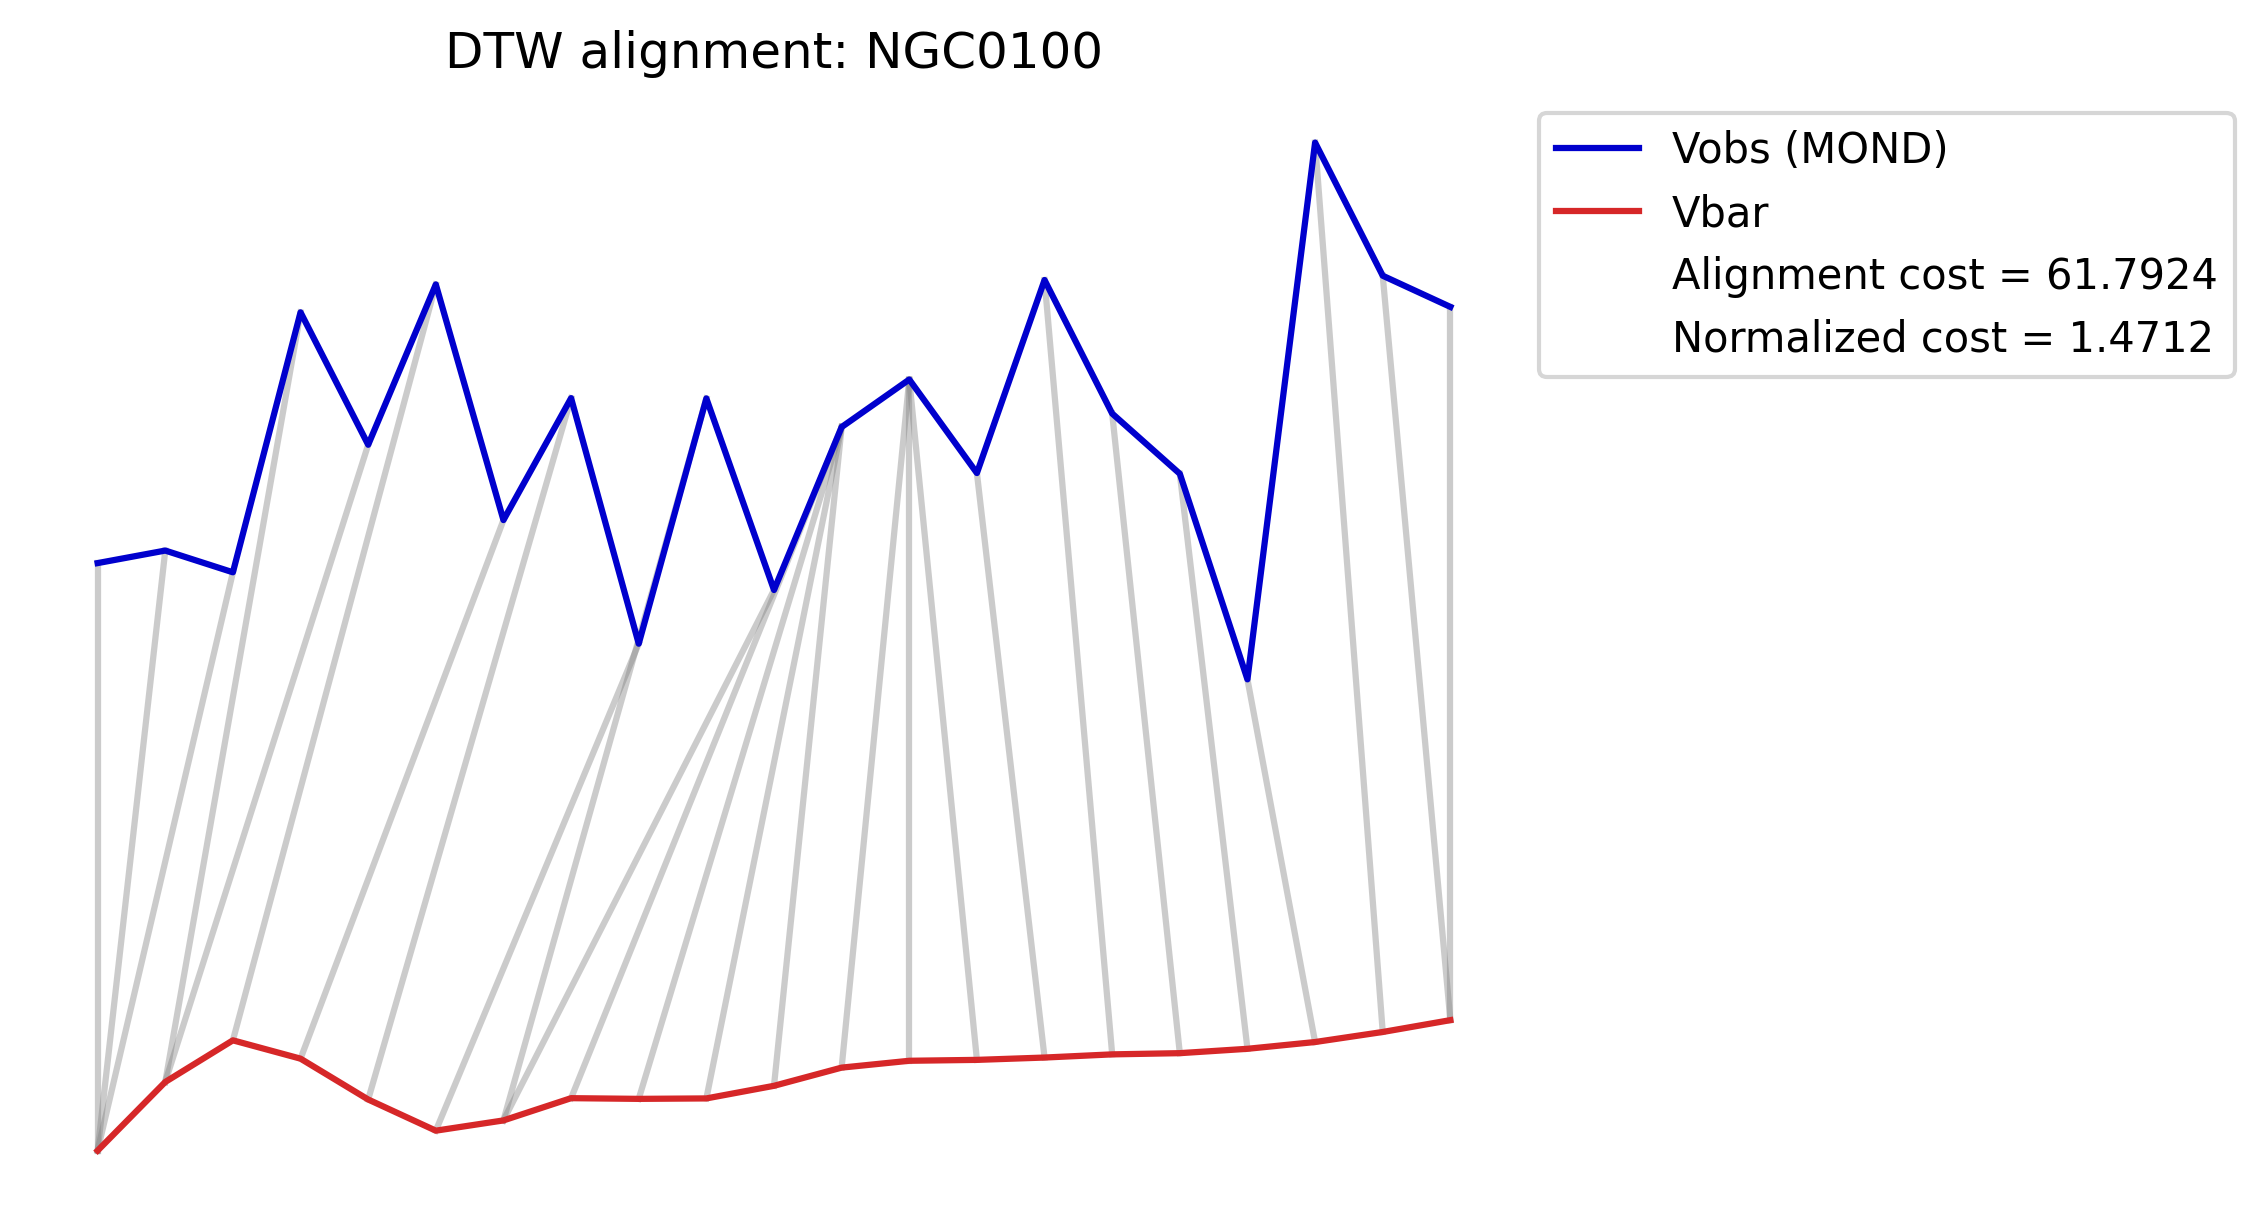 DTW alignment: NGC0100
Vobs (MOND)
Vbar
Alignment cost = 61.7924
Normalized cost = 1.4712